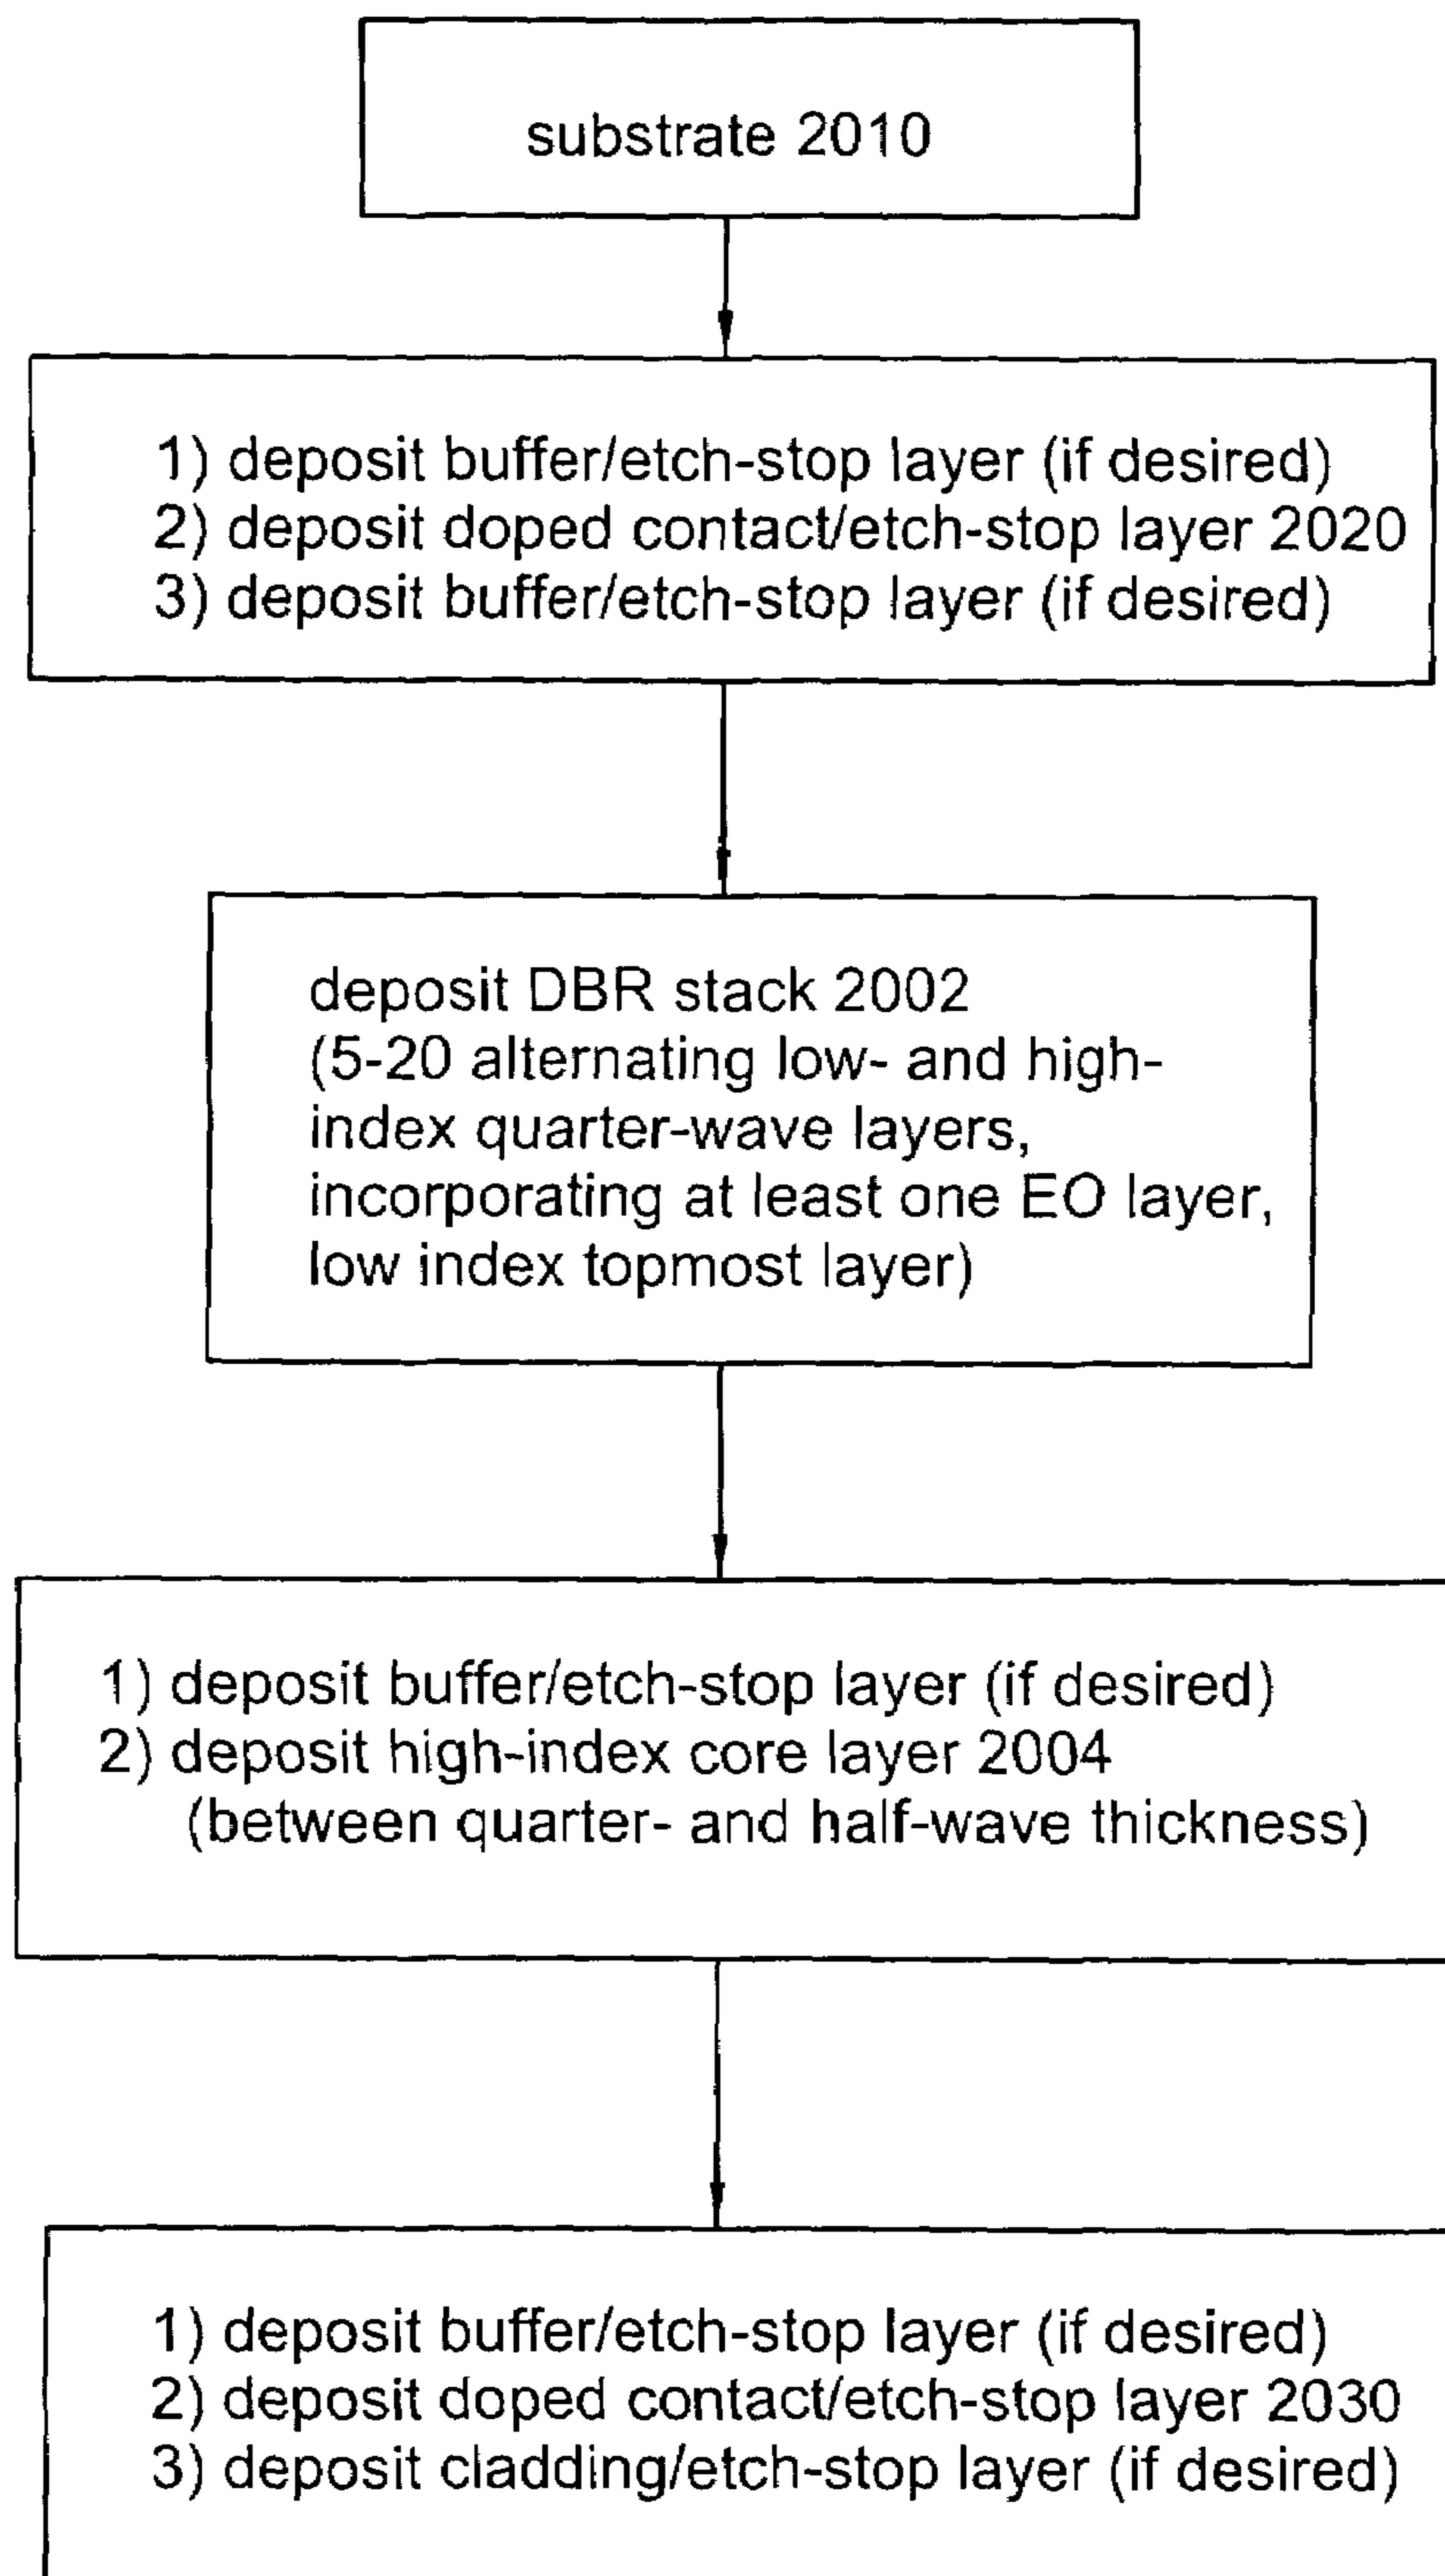 substrate 2010
1) deposit buffer/etch-stop layer (if desired)
2) deposit doped contact/etch-stop layer 2020
3) deposit buffer/etch-stop layer (if desired)
deposit DBR stack 2002
(5-20 alternating low- and high-
index quarter-wave layers,
incorporating at least one EO layer,
low index topmost layer)
1) deposit buffer/etch-stop layer (if desired)
2) deposit high-index core layer 2004
(between quarter- and half-wave thickness)
1) deposit buffer/etch-stop layer (if desired)
2) deposit doped contact/etch-stop layer 2030
3) deposit cladding/etch-stop layer (if desired)